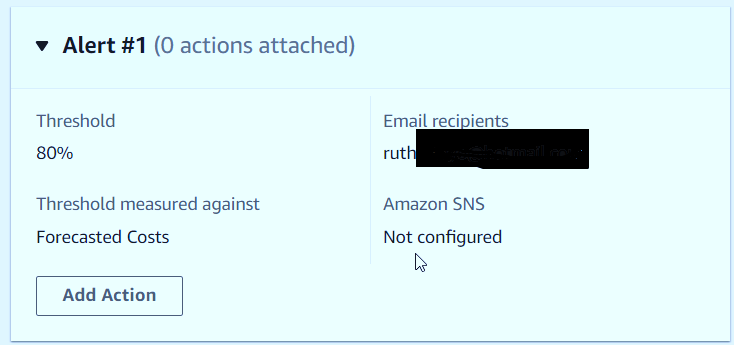 Alert #1 (0 actions attached)
Threshold
80%
Email recipients
ruth
Threshold measured against
Forecasted Costs
Amazon SNS
Not configured
Add Action